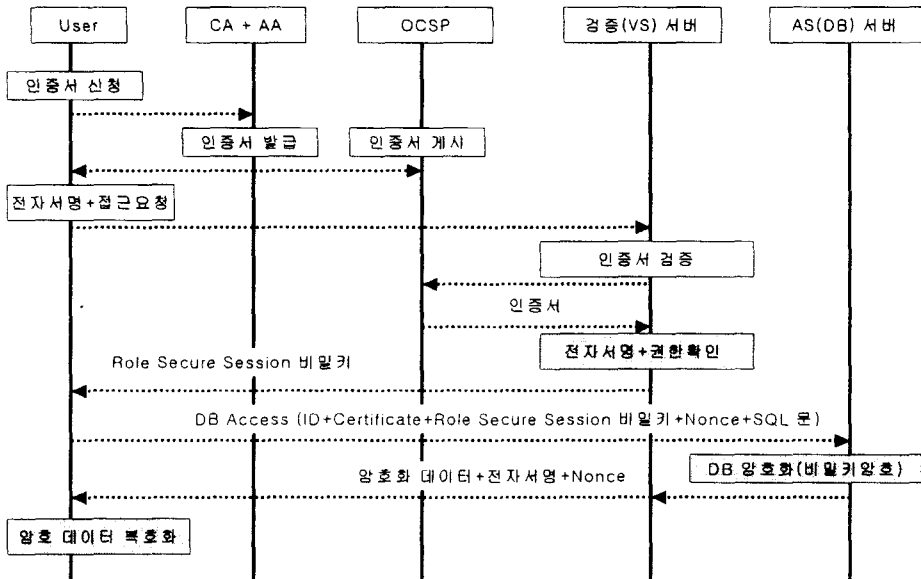 User
CA + AA
OCSP
검증(VS) 서버
AS(DB) 서버
인증서 신청
인증서 발급
인증서 게시
전자서명+접근요청
인증서 검증
인증서
전자서명+권한확인
Role Secure Session 비밀키
DB Access (ID+Certificate+Role Secure Session 비밀키+Nonce+SQL 문)
DB 암호화(비밀키암호)
암호화 데이터+전자서명+Nonce
암호 데이터 복호화